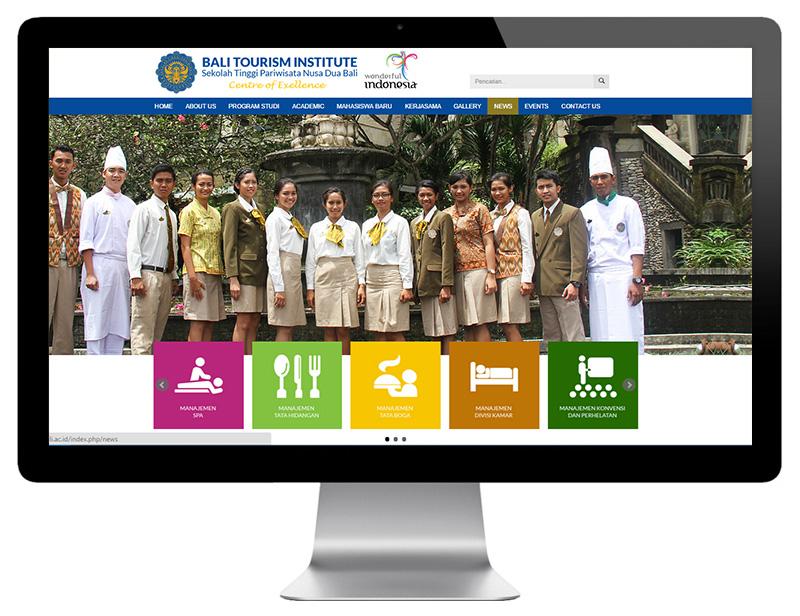 BALI TOURISM INSTITUTE
Sekolah Tinggi Pariwisata Nusa Dua Bali
Centre of Exellence
wonderful
indonesia
Pencarian...
HOME ABOUT US PROGRAM STUDI ACADEMIC MAHASISWA BARU KERJASAMA GALLERY NEWS EVENTS CONTACT US
MANAJEMEN
SPA
MANAJEMEN
TATA HIDANGAN
MANAJEMEN
TATA BOGA
MANAJEMEN
DIVISI KAMAR
MANAJEMEN KONVENSI
DAN PERHELATAN
li.ac.id/index.php/news